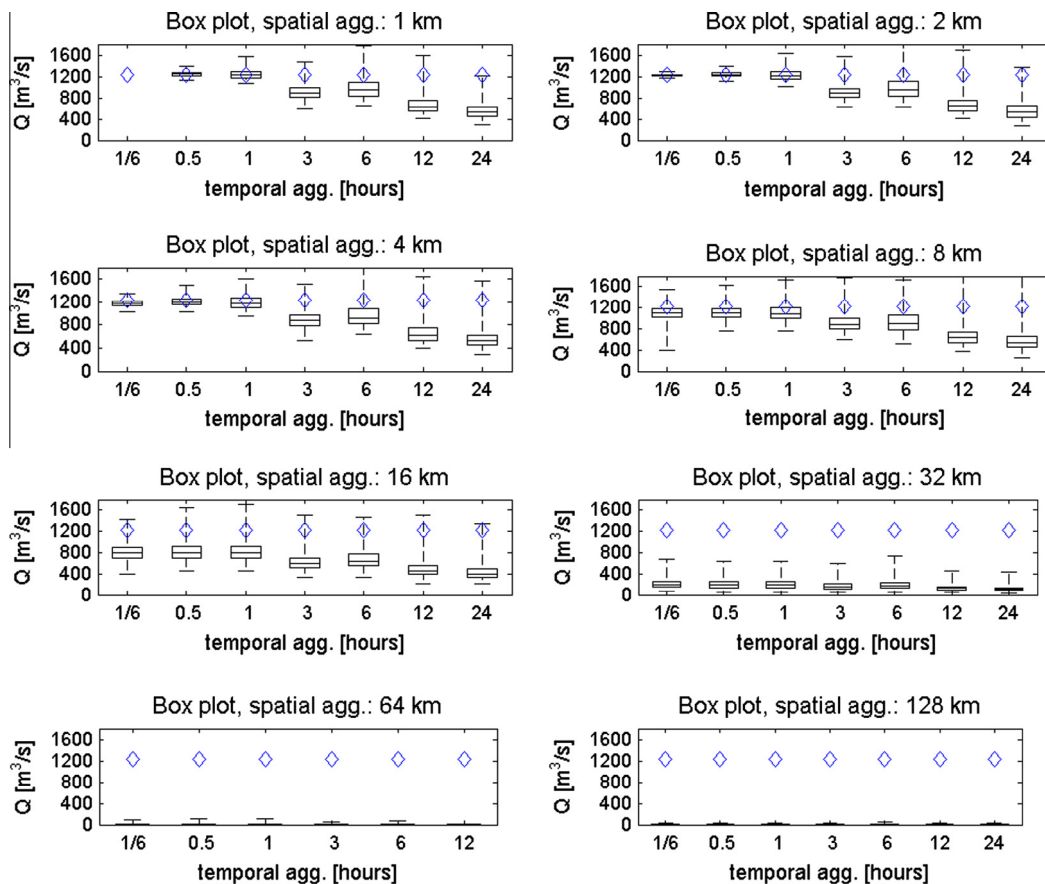 Box plot, spatial agg.: 1 km
Q [m³/s]
1600
1200
800
400
0
1/6 0.5 1 3 6 12 24
temporal agg. [hours]
Box plot, spatial agg.: 2 km
Q [m³/s]
1600
1200
800
400
0
1/6 0.5 1 3 6 12 24
temporal agg. [hours]
Box plot, spatial agg.: 4 km
Q [m³/s]
1600
1200
800
400
0
1/6 0.5 1 3 6 12 24
temporal agg. [hours]
Box plot, spatial agg.: 8 km
Q [m³/s]
1600
1200
800
400
0
1/6 0.5 1 3 6 12 24
temporal agg. [hours]
Box plot, spatial agg.: 16 km
Q [m³/s]
1600
1200
800
400
0
1/6 0.5 1 3 6 12 24
temporal agg. [hours]
Box plot, spatial agg.: 32 km
Q [m³/s]
1600
1200
800
400
0
1/6 0.5 1 3 6 12 24
temporal agg. [hours]
Box plot, spatial agg.: 64 km
Q [m³/s]
1600
1200
800
400
0
1/6 0.5 1 3 6 12
temporal agg. [hours]
Box plot, spatial agg.: 128 km
Q [m³/s]
1600
1200
800
400
0
1/6 0.5 1 3 6 12 24
temporal agg. [hours]